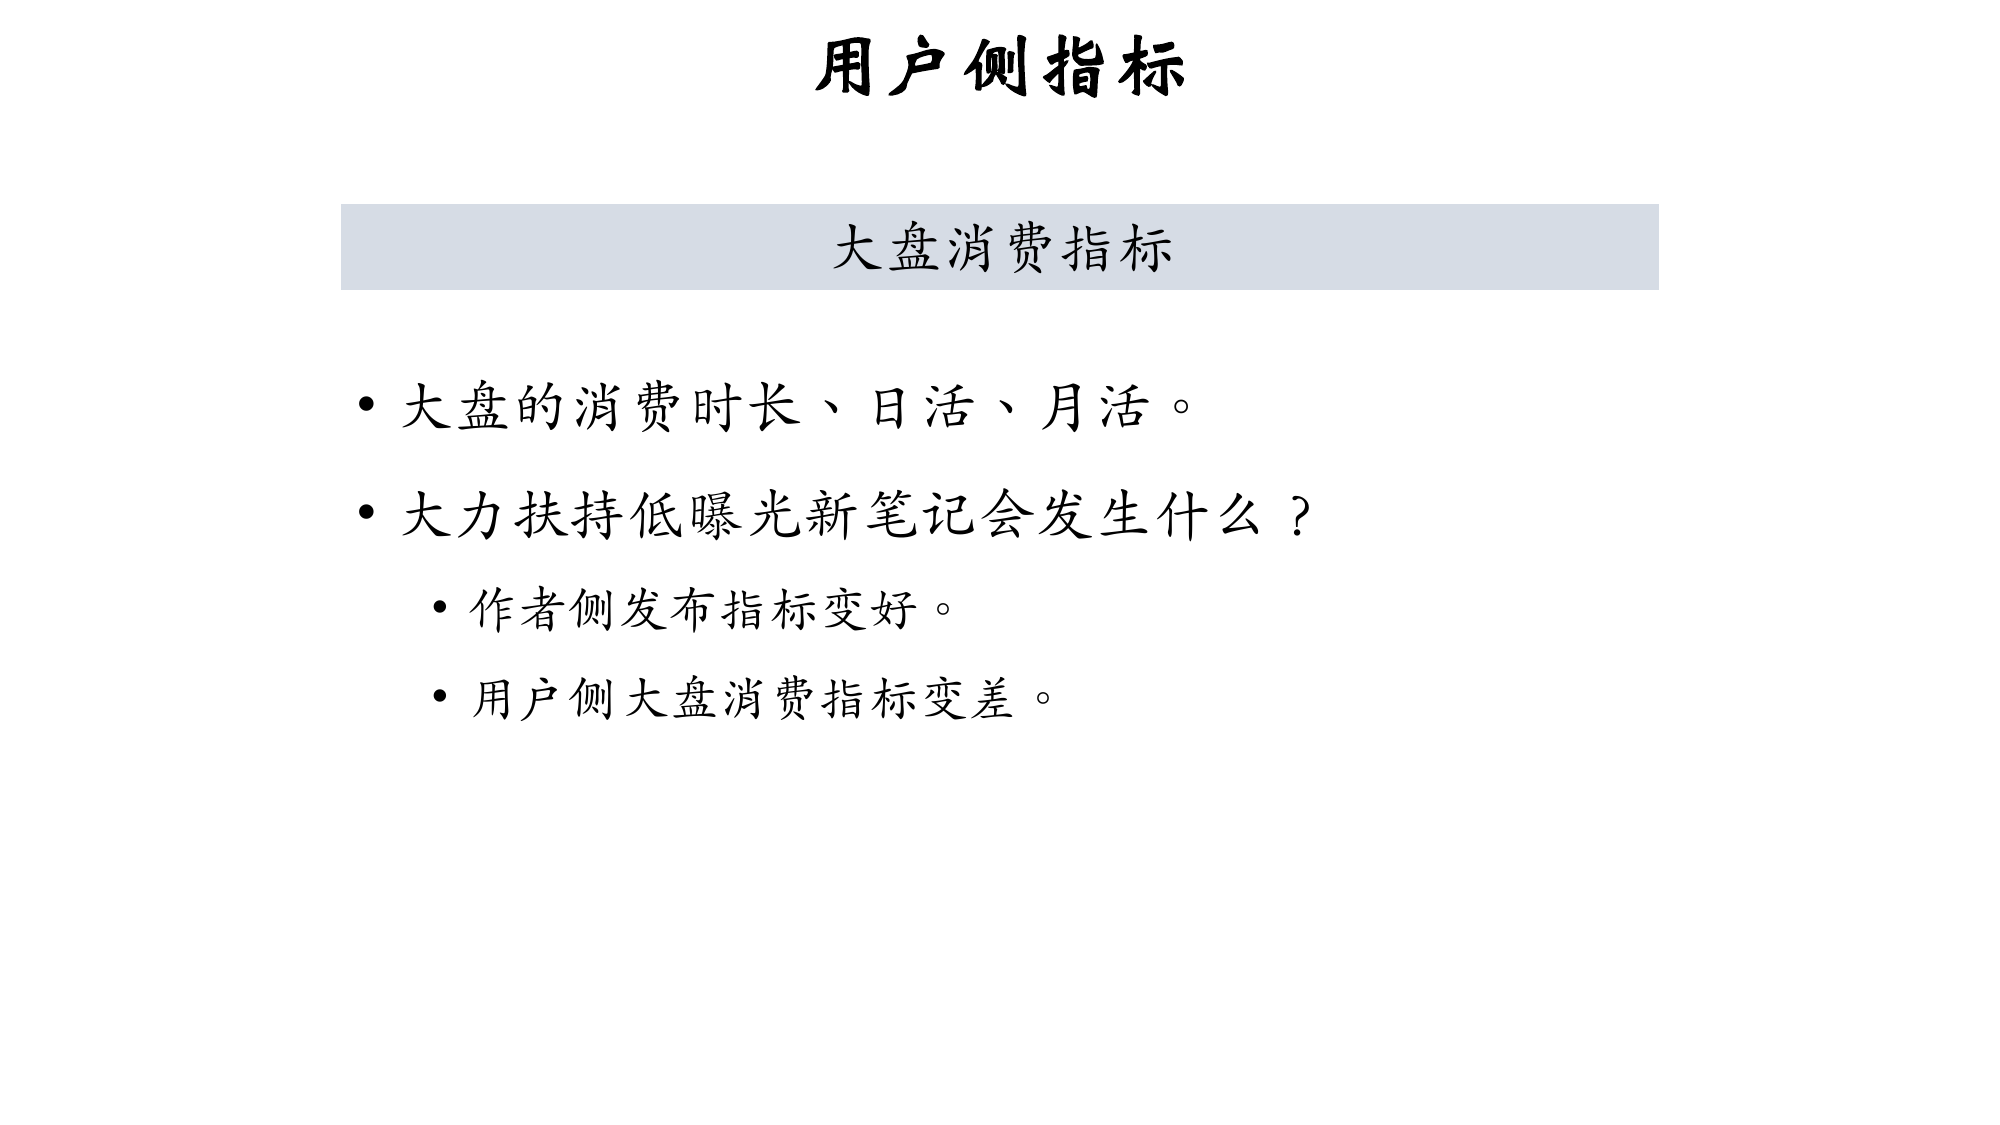 用户侧指标
大盘消费指标
• 大盘的消费时长、日活、月活。
• 大力扶持低曝光新笔记会发生什么？
• 作者侧发布指标变好。
• 用户侧大盘消费指标变差。